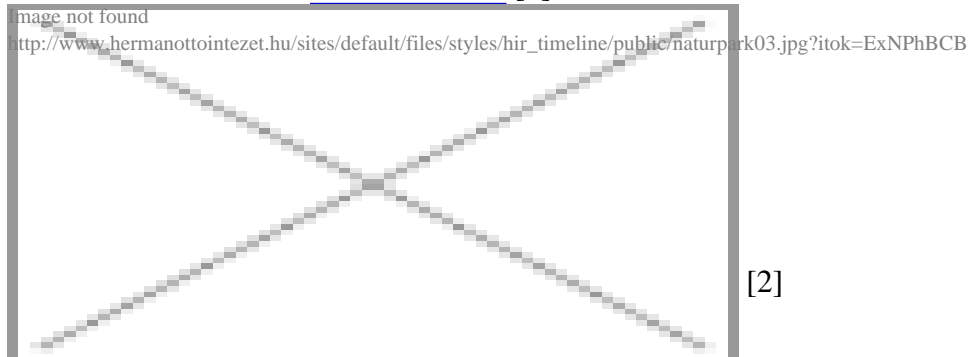 Image not found
http://www.hermanottointezet.hu/sites/default/files/styles/hir_timeline/public/naturpark03.jpg?itok=ExNPhBCB
[2]